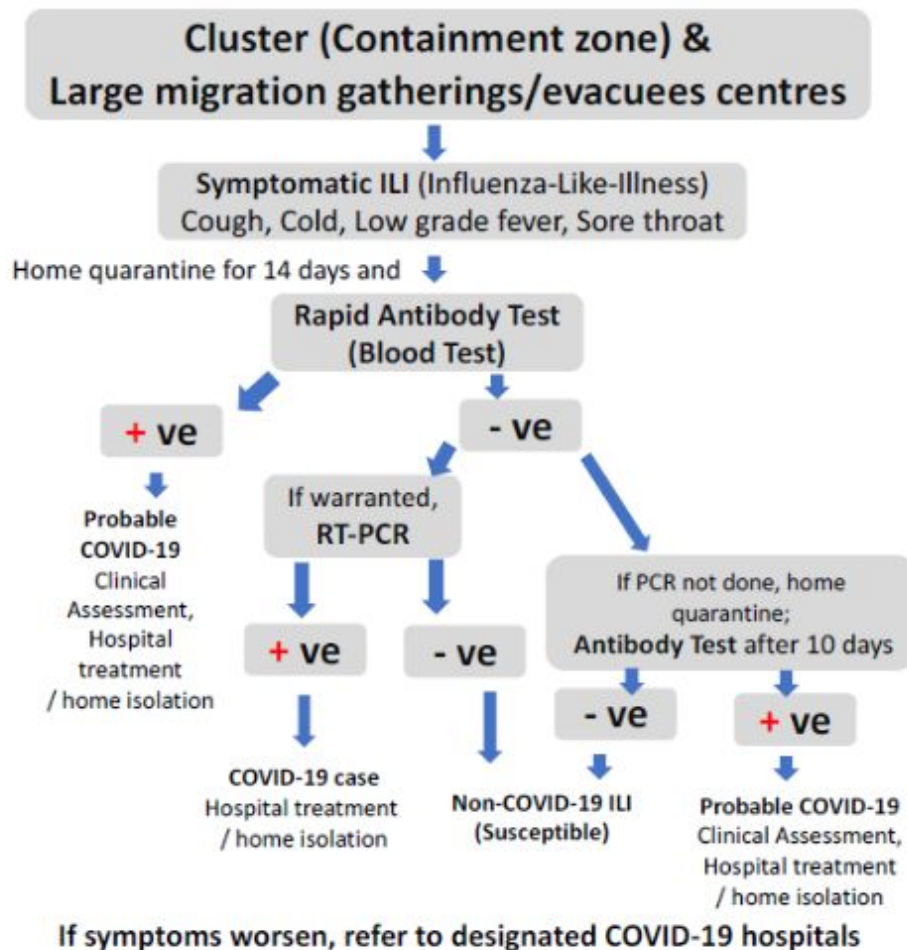 Cluster (Containment zone) &
Large migration gatherings/evacuees centres
Symptomatic ILI (Influenza-Like-Illness)
Cough, Cold, Low grade fever, Sore throat
Home quarantine for 14 days and
Rapid Antibody Test
(Blood Test)
+ ve
- ve
Probable
COVID-19
Clinical
Assessment,
Hospital
treatment
/ home isolation
If warranted,
RT-PCR
+ ve
- ve
COVID-19 case
Hospital treatment
/ home isolation
If PCR not done, home
quarantine;
Antibody Test after 10 days
- ve
+ ve
Non-COVID-19 ILI
(Susceptible)
Probable COVID-19
Clinical Assessment,
Hospital treatment
/ home isolation
If symptoms worsen, refer to designated COVID-19 hospitals